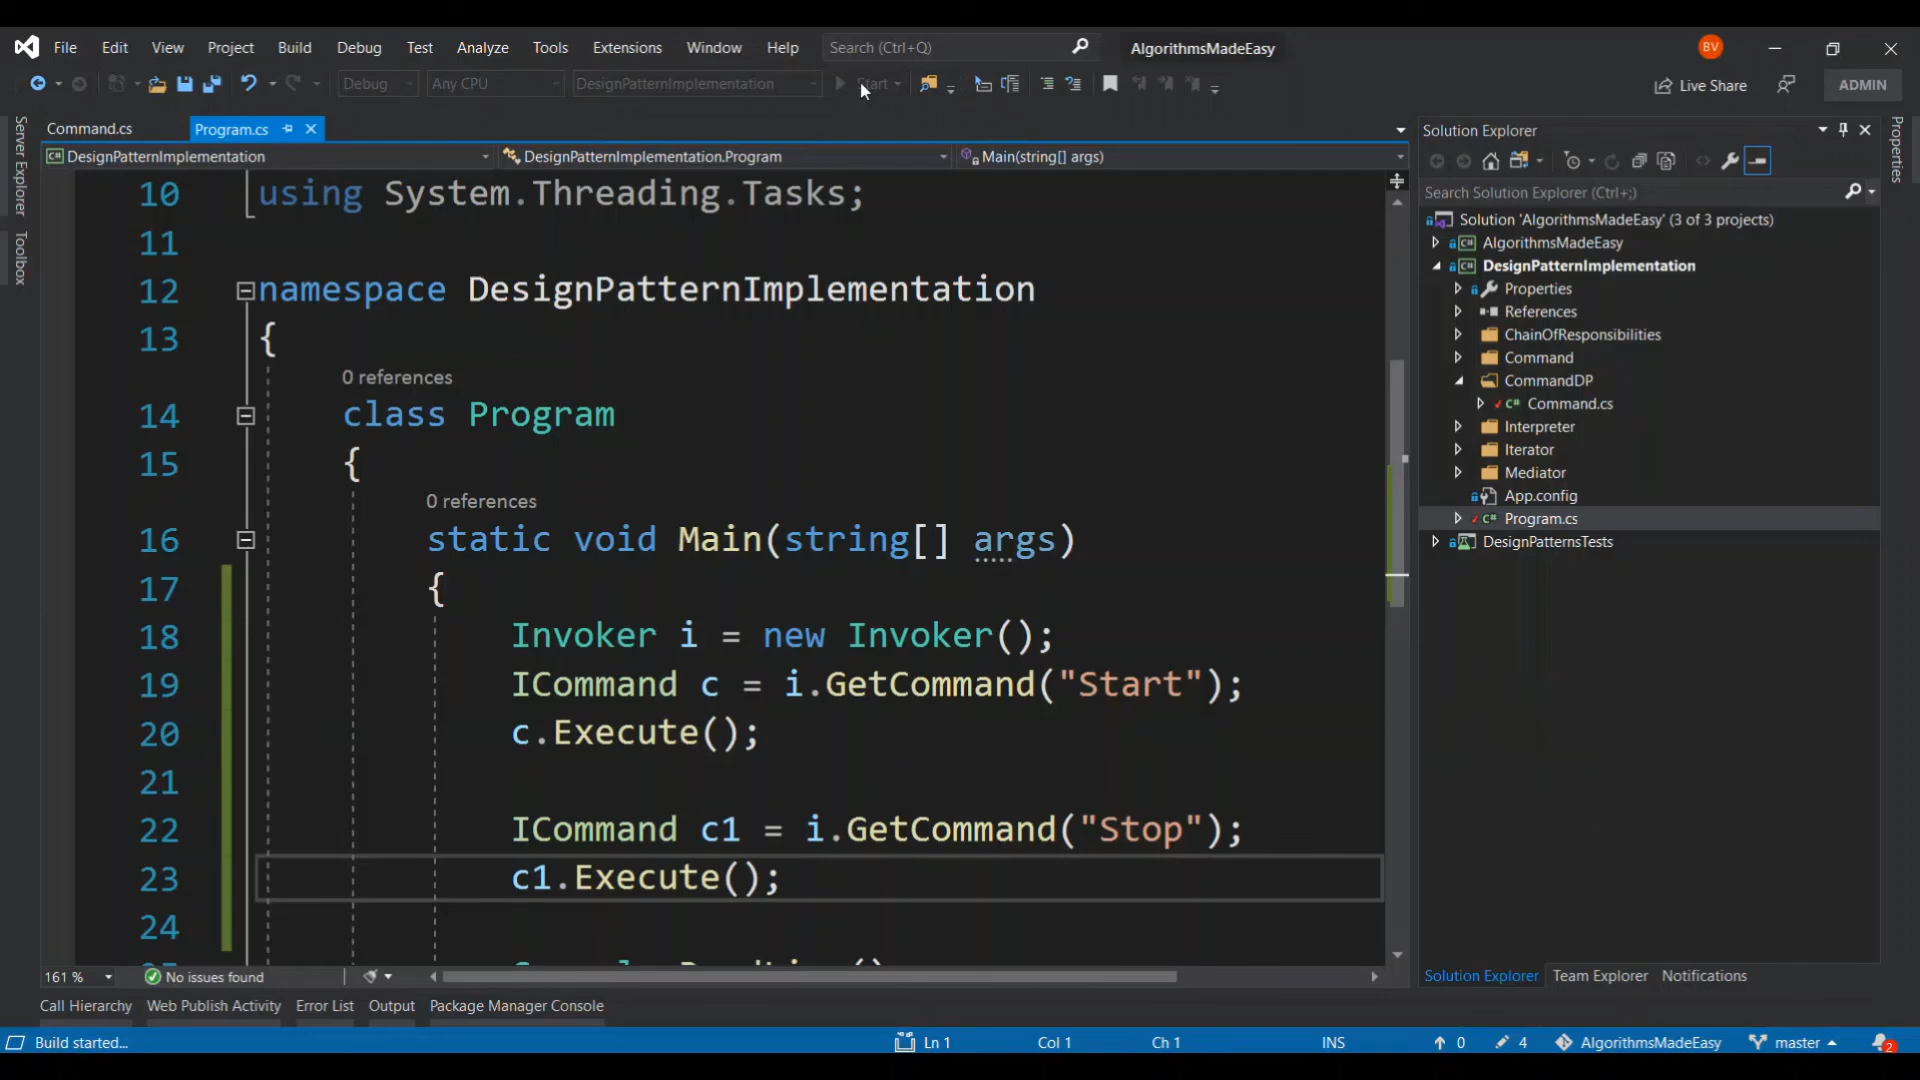 File Edit View Project Build Debug Test Analyze Tools Extensions Window Help Search (Ctrl+Q) AlgorithmsMadeEasy BV
Debug Any CPU DesignPatternImplementation Start Live Share ADMIN
Server Explorer
Toolbox
Command.cs Program.cs
DesignPatternImplementation DesignPatternImplementation.Program Main(string[] args)
10 using System.Threading.Tasks;
11
12 namespace DesignPatternImplementation
13 {
0 references
14 class Program
15 {
0 references
16 static void Main(string[] args)
17 {
18 Invoker i = new Invoker();
19 ICommand c = i.GetCommand("Start");
20 c.Execute();
21
22 ICommand c1 = i.GetCommand("Stop");
23 c1.Execute();
24
161 % No issues found
Call Hierarchy Web Publish Activity Error List Output Package Manager Console
Build started... Ln 1 Col 1 Ch 1 INS 0 4 AlgorithmsMadeEasy master 2
Solution Explorer
Search Solution Explorer (Ctrl+;)
Solution 'AlgorithmsMadeEasy' (3 of 3 projects)
C# AlgorithmsMadeEasy
C# DesignPatternImplementation
Properties
References
ChainOfResponsibilities
Command
CommandDP
C# Command.cs
Interpreter
Iterator
Mediator
App.config
C# Program.cs
DesignPatternsTests
Solution Explorer Team Explorer Notifications
Properties